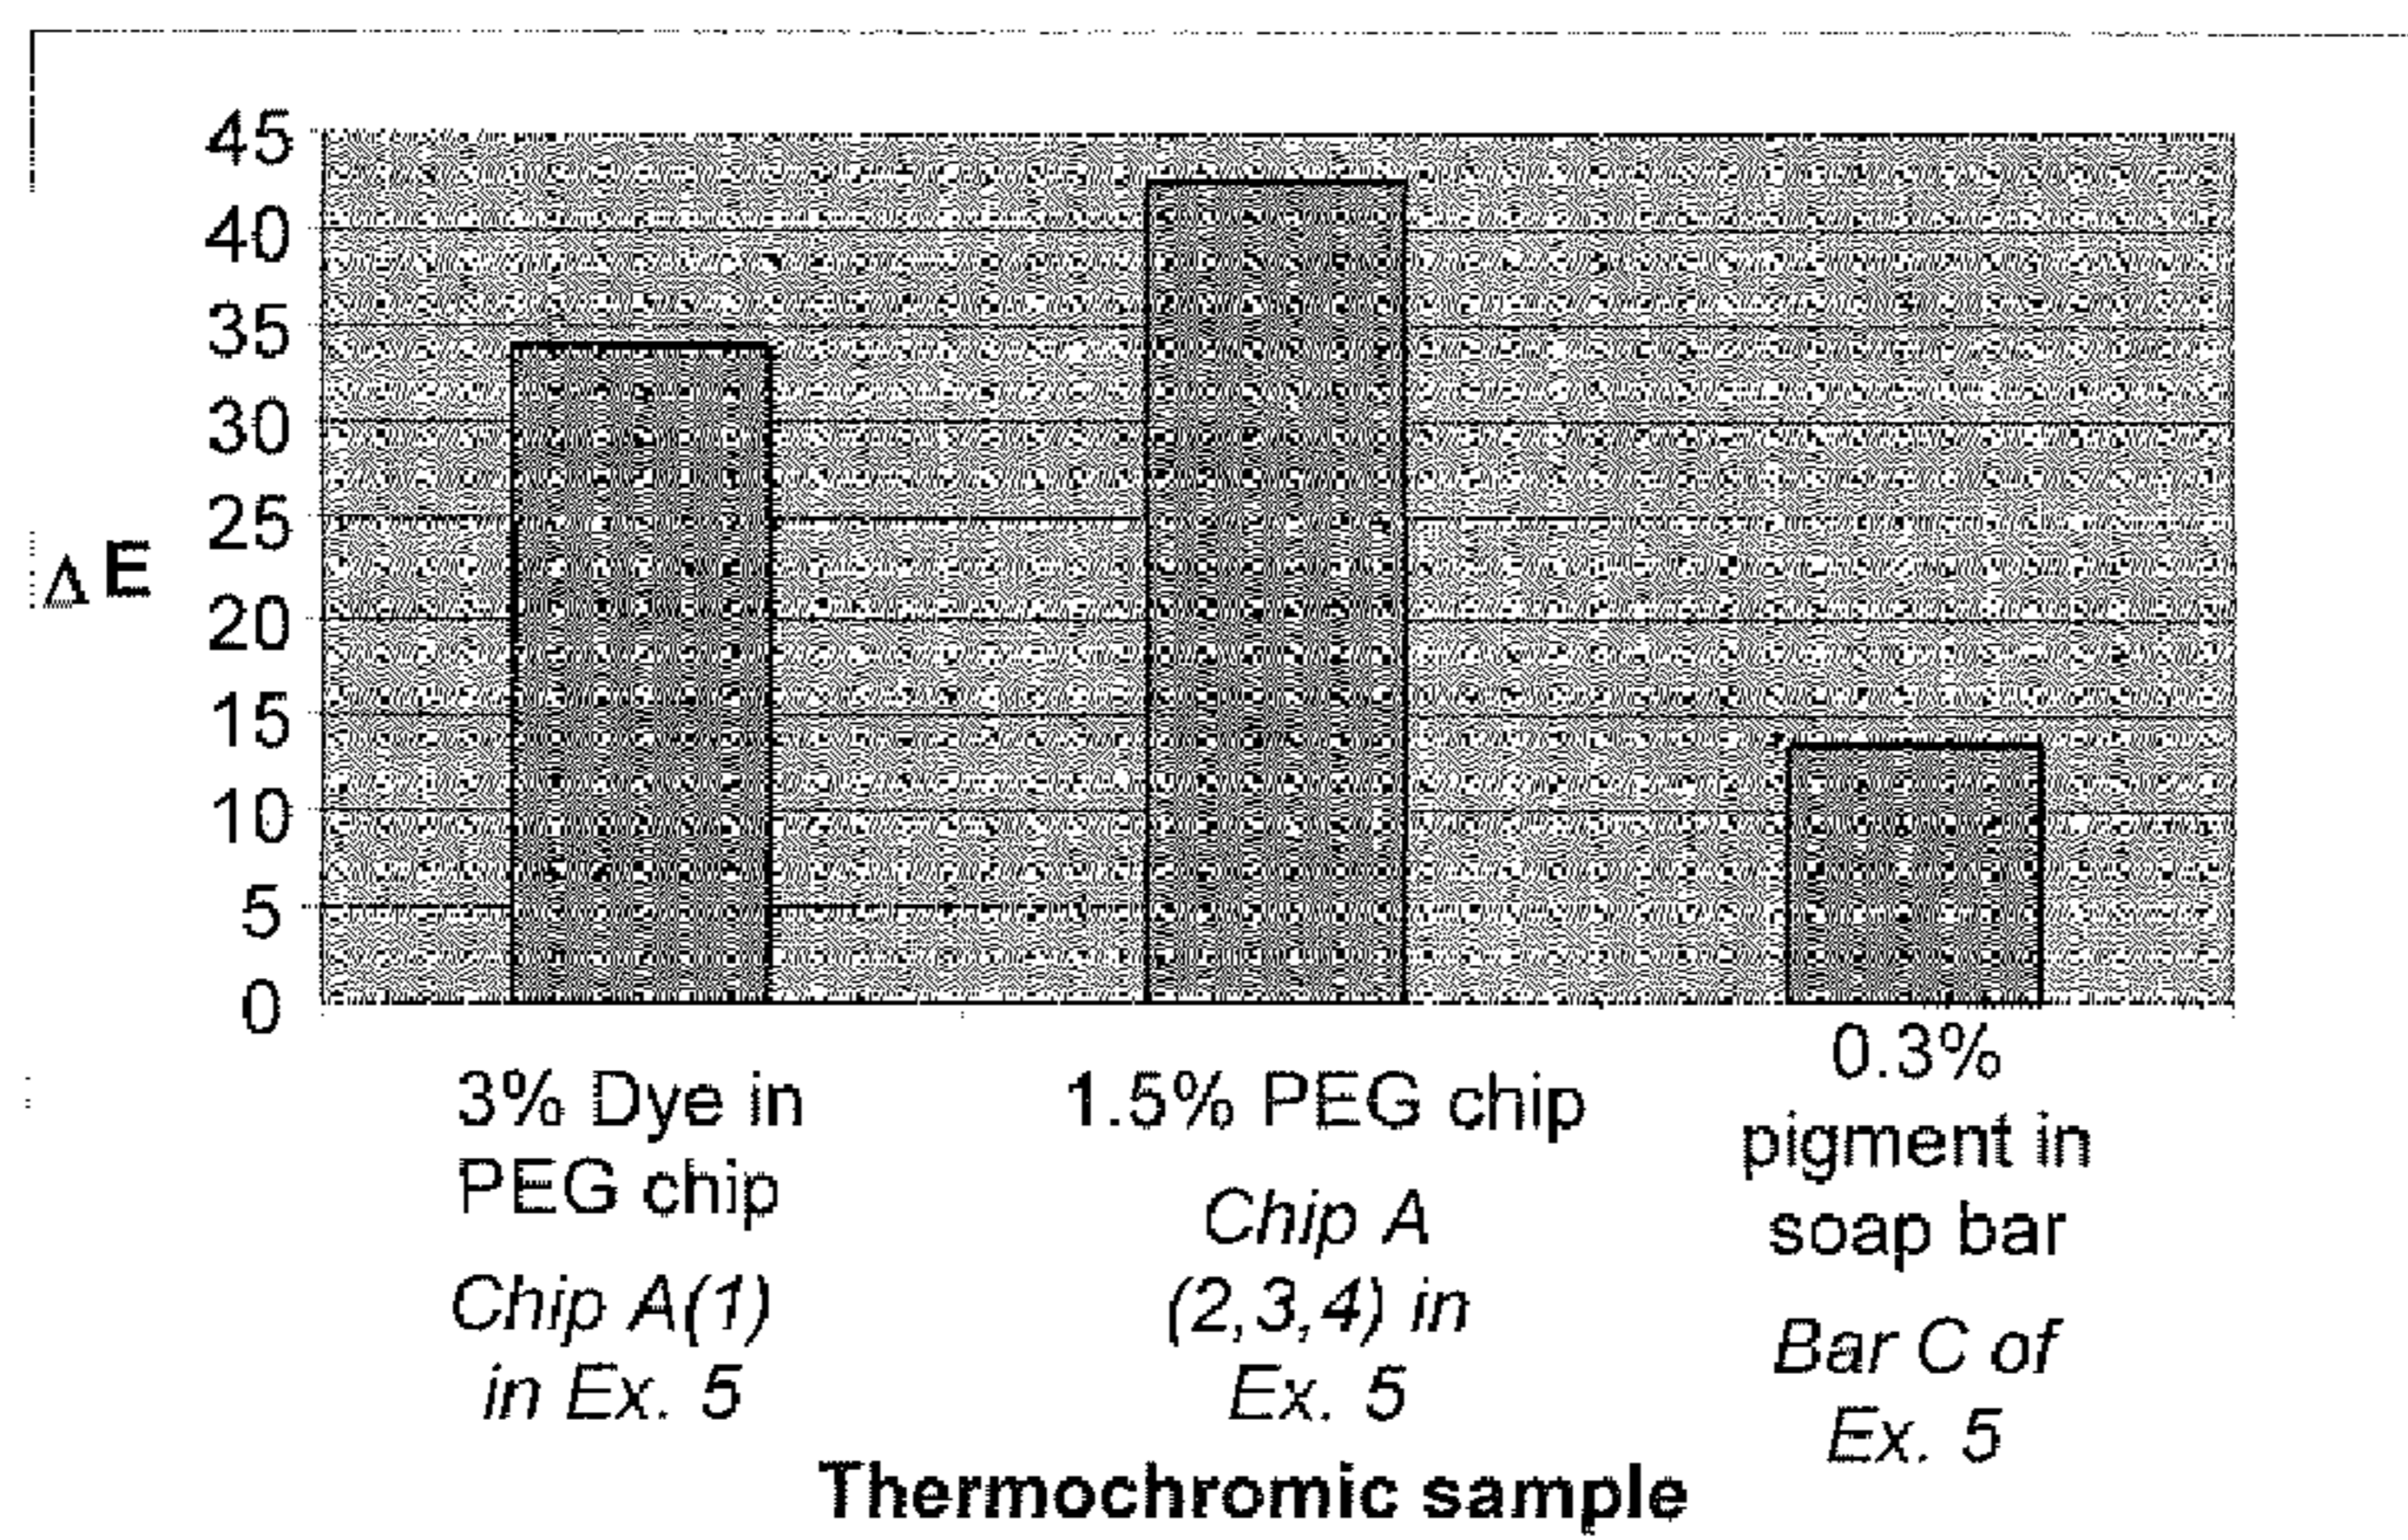 45
40
35
30
25
20
15
10
5
0
Δ E
3% Dye in
PEG chip
Chip A(1)
in Ex. 5
1.5% PEG chip
Chip A
(2,3,4) in
Ex. 5
0.3%
pigment in
soap bar
Bar C of
Ex. 5
Thermochromic sample